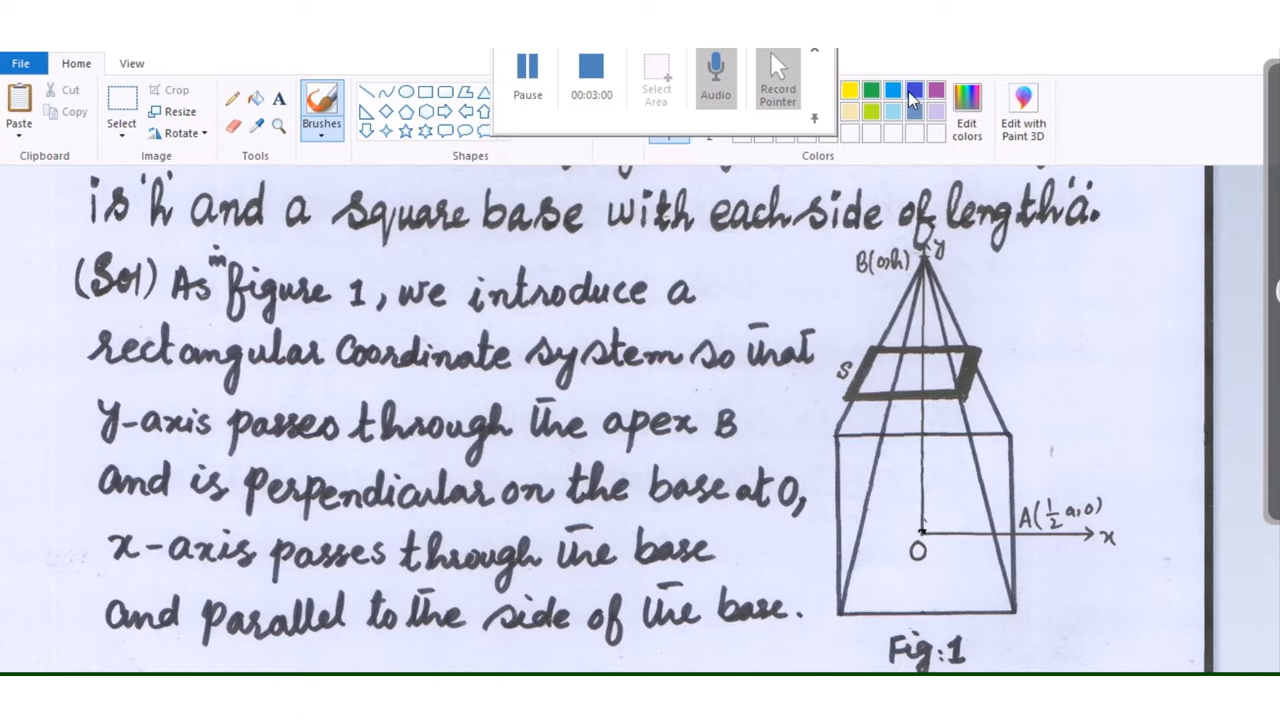 File
Home
View
Pause
00:03:00
Select Area
Audio
Record Pointer
Paste
Cut
Copy
Select
Crop
Resize
Rotate
A
Brushes
Edit colors
Edit with Paint 3D
Clipboard
Image
Tools
Shapes
Colors
is 'h' and a square base with each side of length 'a'.
(Sol) As in figure 1, we introduce a
rectangular coordinate system so that
y-axis passes through the apex B
and is perpendicular on the base at O,
x-axis passes through the base
and parallel to the side of the base.
B(0,h)
y
S
A(1/2 a, 0)
x
O
Fig:1